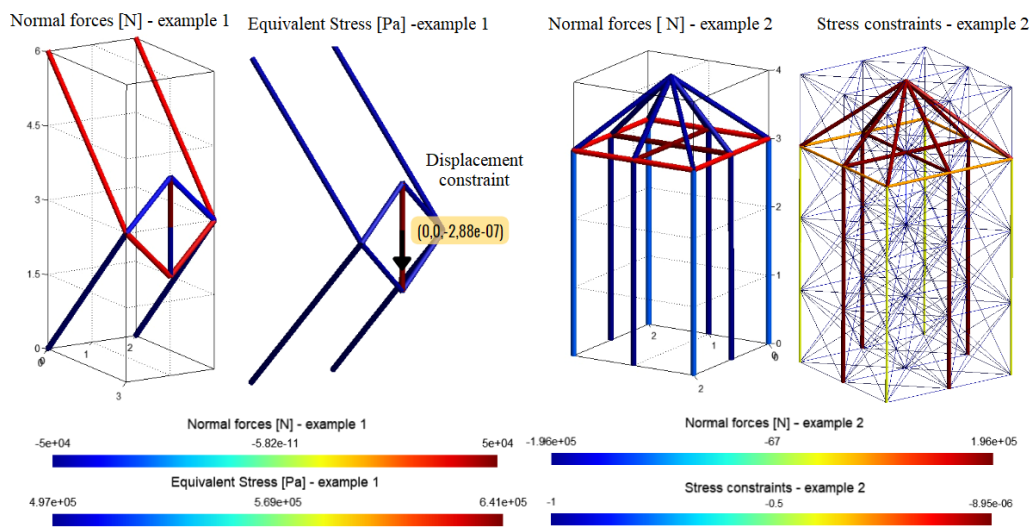 Normal forces [N] - example 1
Equivalent Stress [Pa] -example 1
Normal forces [ N] - example 2
Stress constraints - example 2
6
4.5
3
1.5
0
0
1
2
3
Displacement
constraint
(0,0.-2,88e-07)
4
3
2
1
0
0
1
2
2
Normal forces [N] - example 1
-5e+04
-5.82e-11
5e+04
Equivalent Stress [Pa] - example 1
4.97e+05
5.69e+05
6.41e+05
Normal forces [N] - example 2
-1.96e+05
-67
1.96e+05
Stress constraints - example 2
-1
-0.5
-8.95e-06